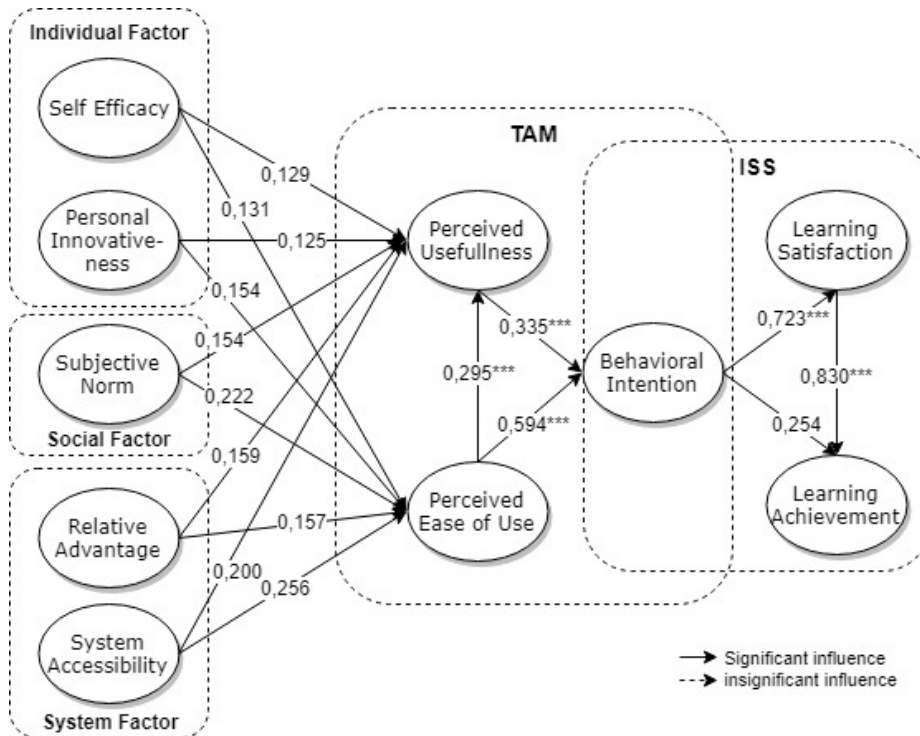 Individual Factor
Self Efficacy
Personal
Innovative-
ness
Subjective
Norm
Social Factor
Relative
Advantage
System
Accessibility
System Factor
0,129
0,131
0,125
0,154
0,154
0,222
0,159
0,157
0,200
0,256
TAM
Perceived
Usefullness
0,335***
0,295***
0,594***
Perceived
Ease of Use
Behavioral
Intention
ISS
Learning
Satisfaction
0,723***
0,830***
0,254
Learning
Achievement
Significant influence
insignificant influence